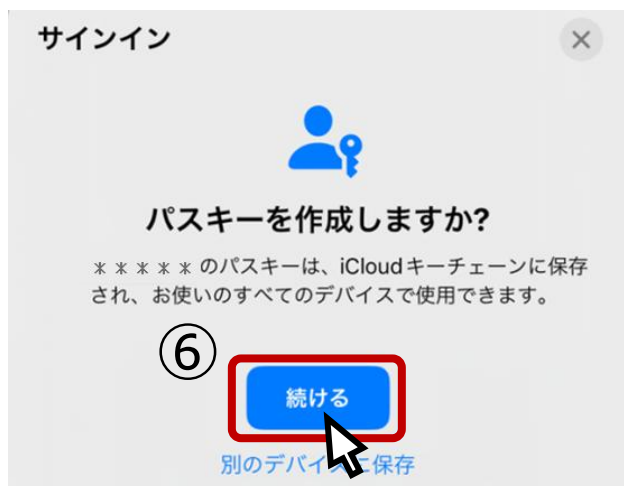 サインイン
パスキーを作成しますか?
＊＊＊＊＊のパスキーは、iCloudキーチェーンに保存
され、お使いのすべてのデバイスで使用できます。
⑥
続ける
別のデバイスに保存